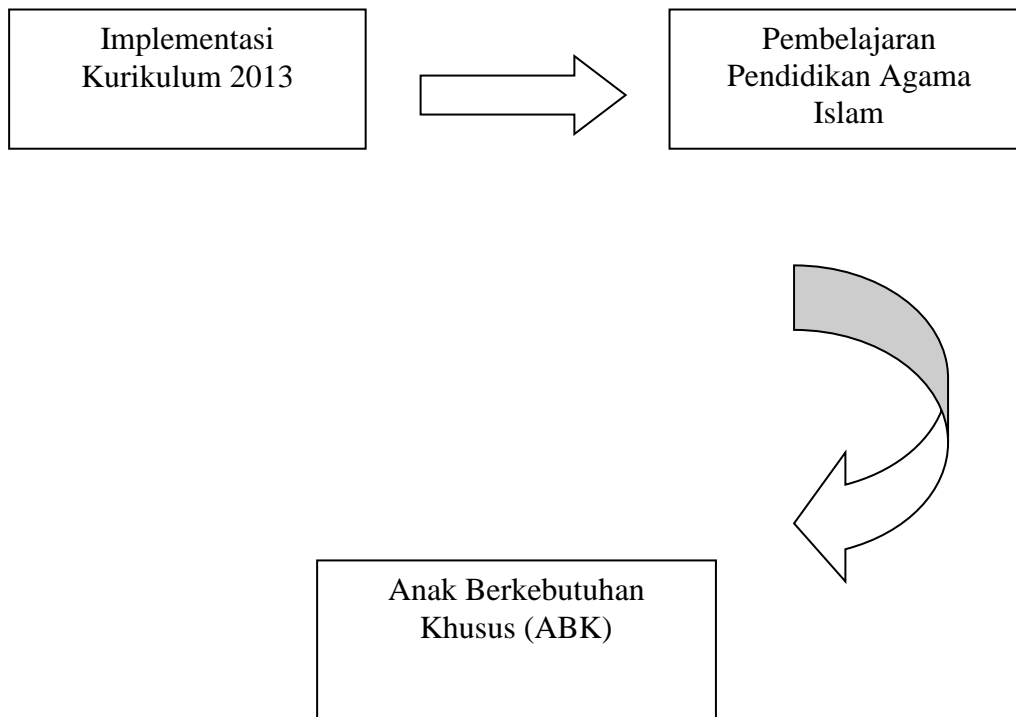 Implementasi
Kurikulum 2013
Pembelajaran
Pendidikan Agama
Islam
Anak Berkebutuhan
Khusus (ABK)